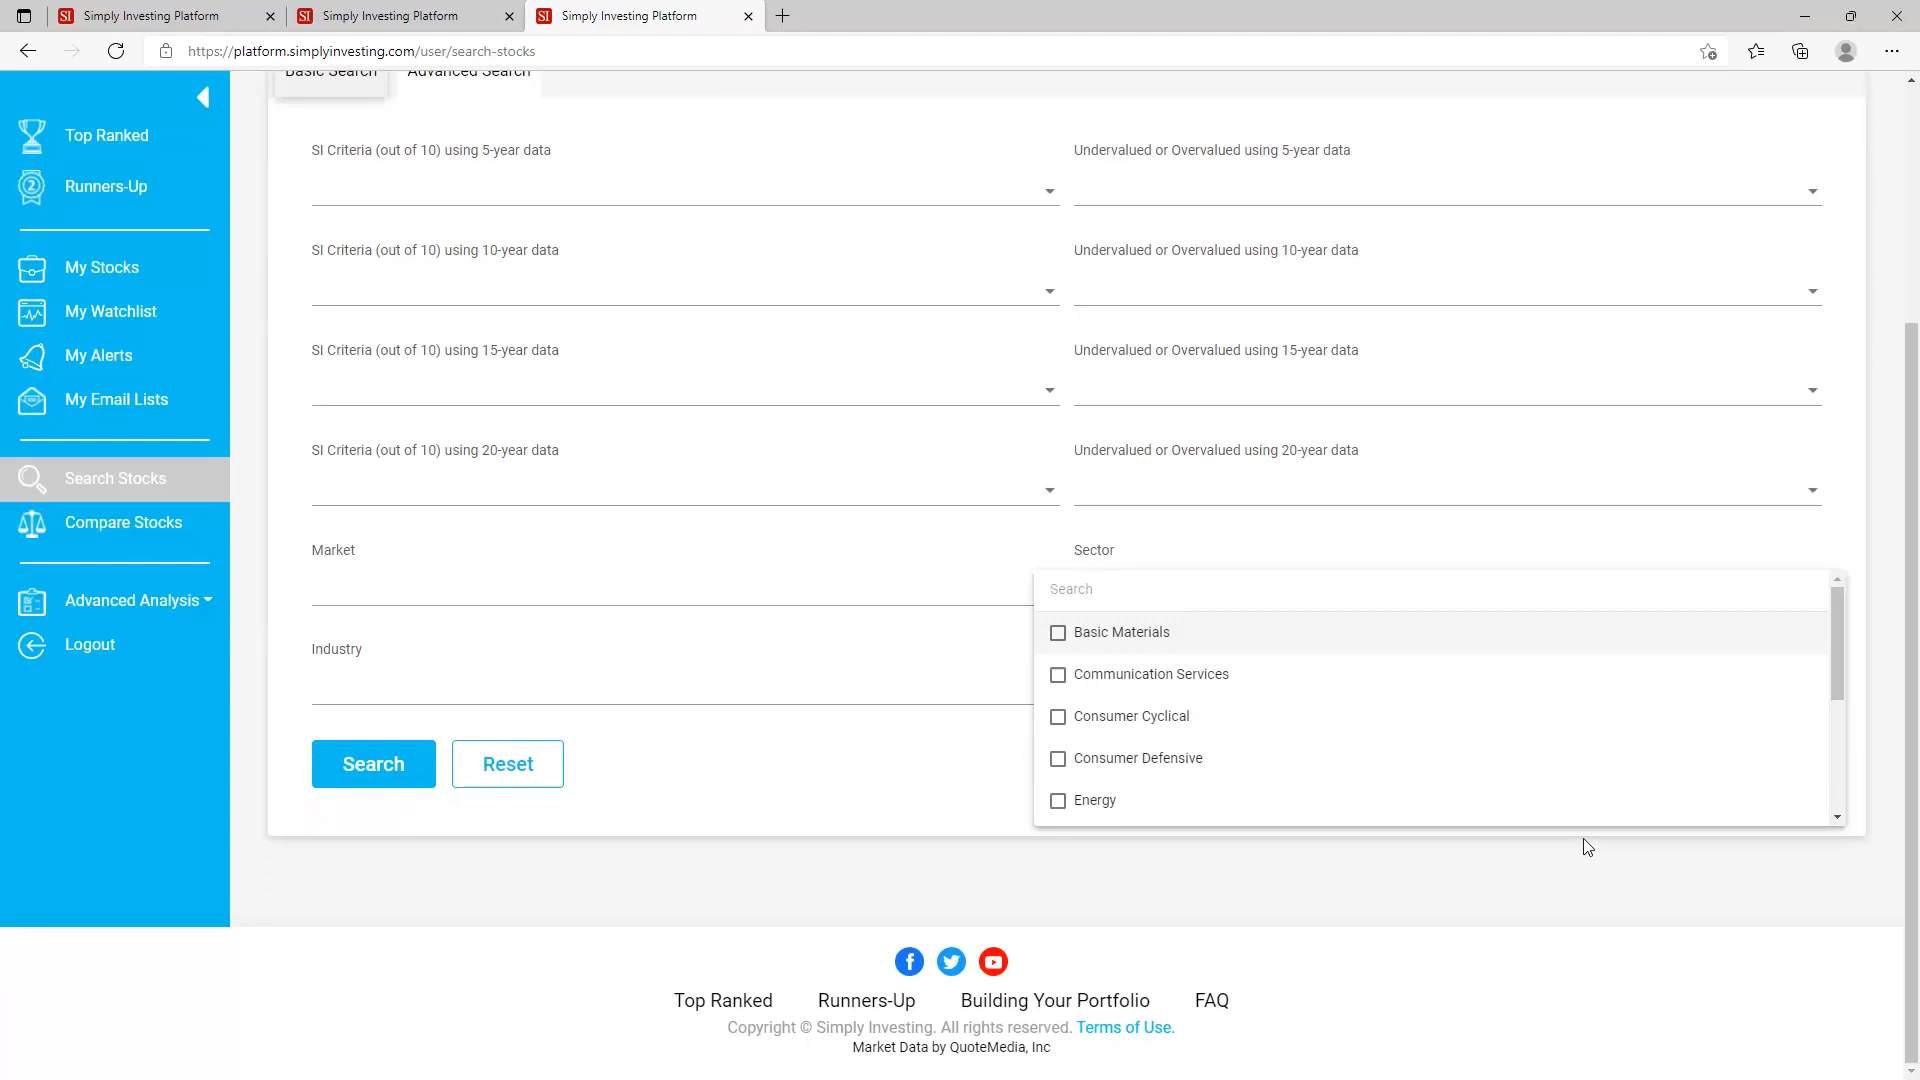 Simply Investing Platform
Simply Investing Platform
Simply Investing Platform
https://platform.simplyinvesting.com/user/search-stocks
Basic Search
Advanced Search
Top Ranked
Runners-Up
My Stocks
My Watchlist
My Alerts
My Email Lists
Search Stocks
Compare Stocks
Advanced Analysis
Logout
SI Criteria (out of 10) using 5-year data
Undervalued or Overvalued using 5-year data
SI Criteria (out of 10) using 10-year data
Undervalued or Overvalued using 10-year data
SI Criteria (out of 10) using 15-year data
Undervalued or Overvalued using 15-year data
SI Criteria (out of 10) using 20-year data
Undervalued or Overvalued using 20-year data
Market
Sector
Search
Basic Materials
Communication Services
Consumer Cyclical
Consumer Defensive
Energy
Industry
Search
Reset
Top Ranked
Runners-Up
Building Your Portfolio
FAQ
Copyright © Simply Investing. All rights reserved. Terms of Use.
Market Data by QuoteMedia, Inc